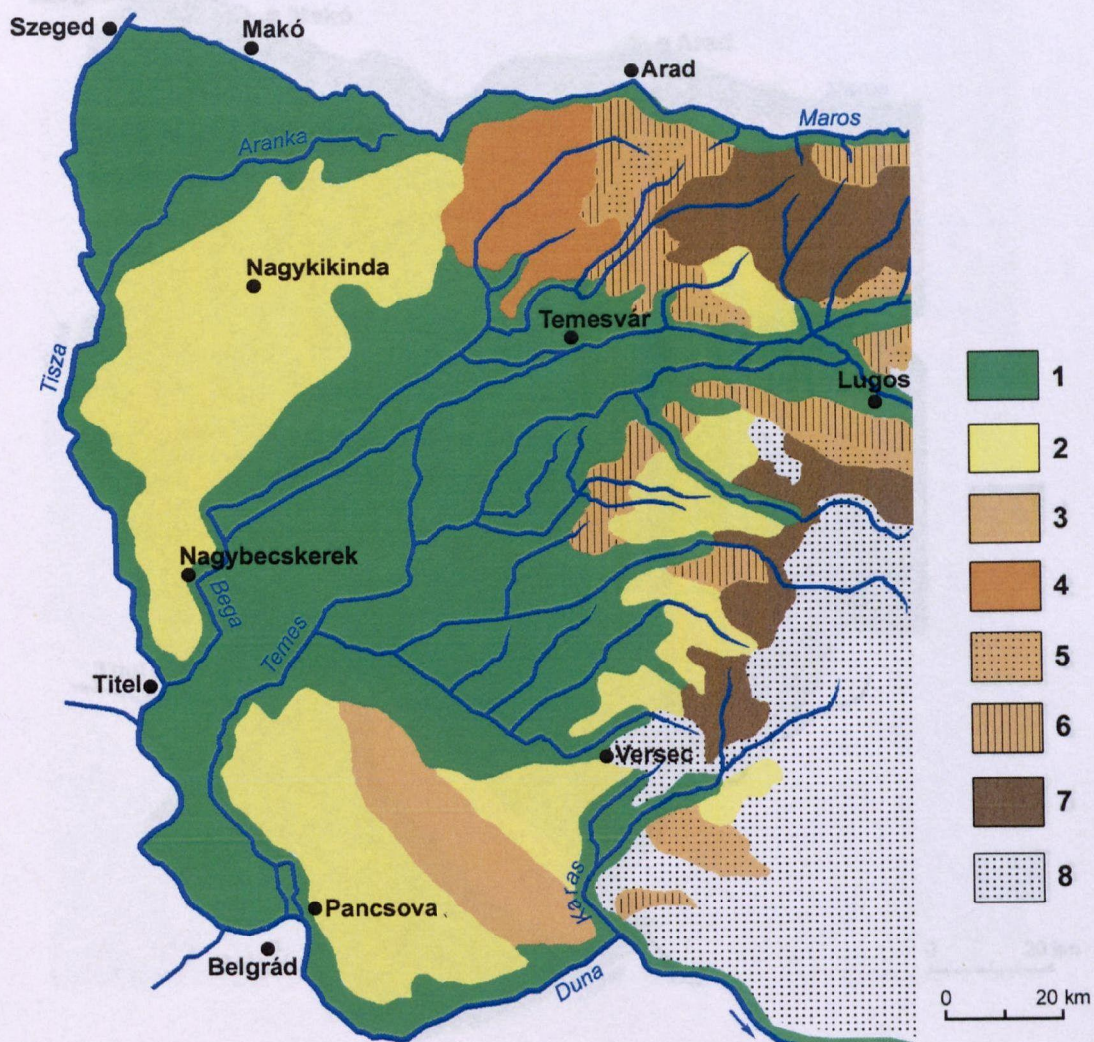 Szeged
Makó
Arad
Maros
Aranka
Nagykikinda
Temesvár
Tisza
Lugos
Nagybecskerek
Bega
Temes
Titel
Versec
Karas
Pancsova
Belgrád
Duna
1
2
3
4
5
6
7
8
0 20 km